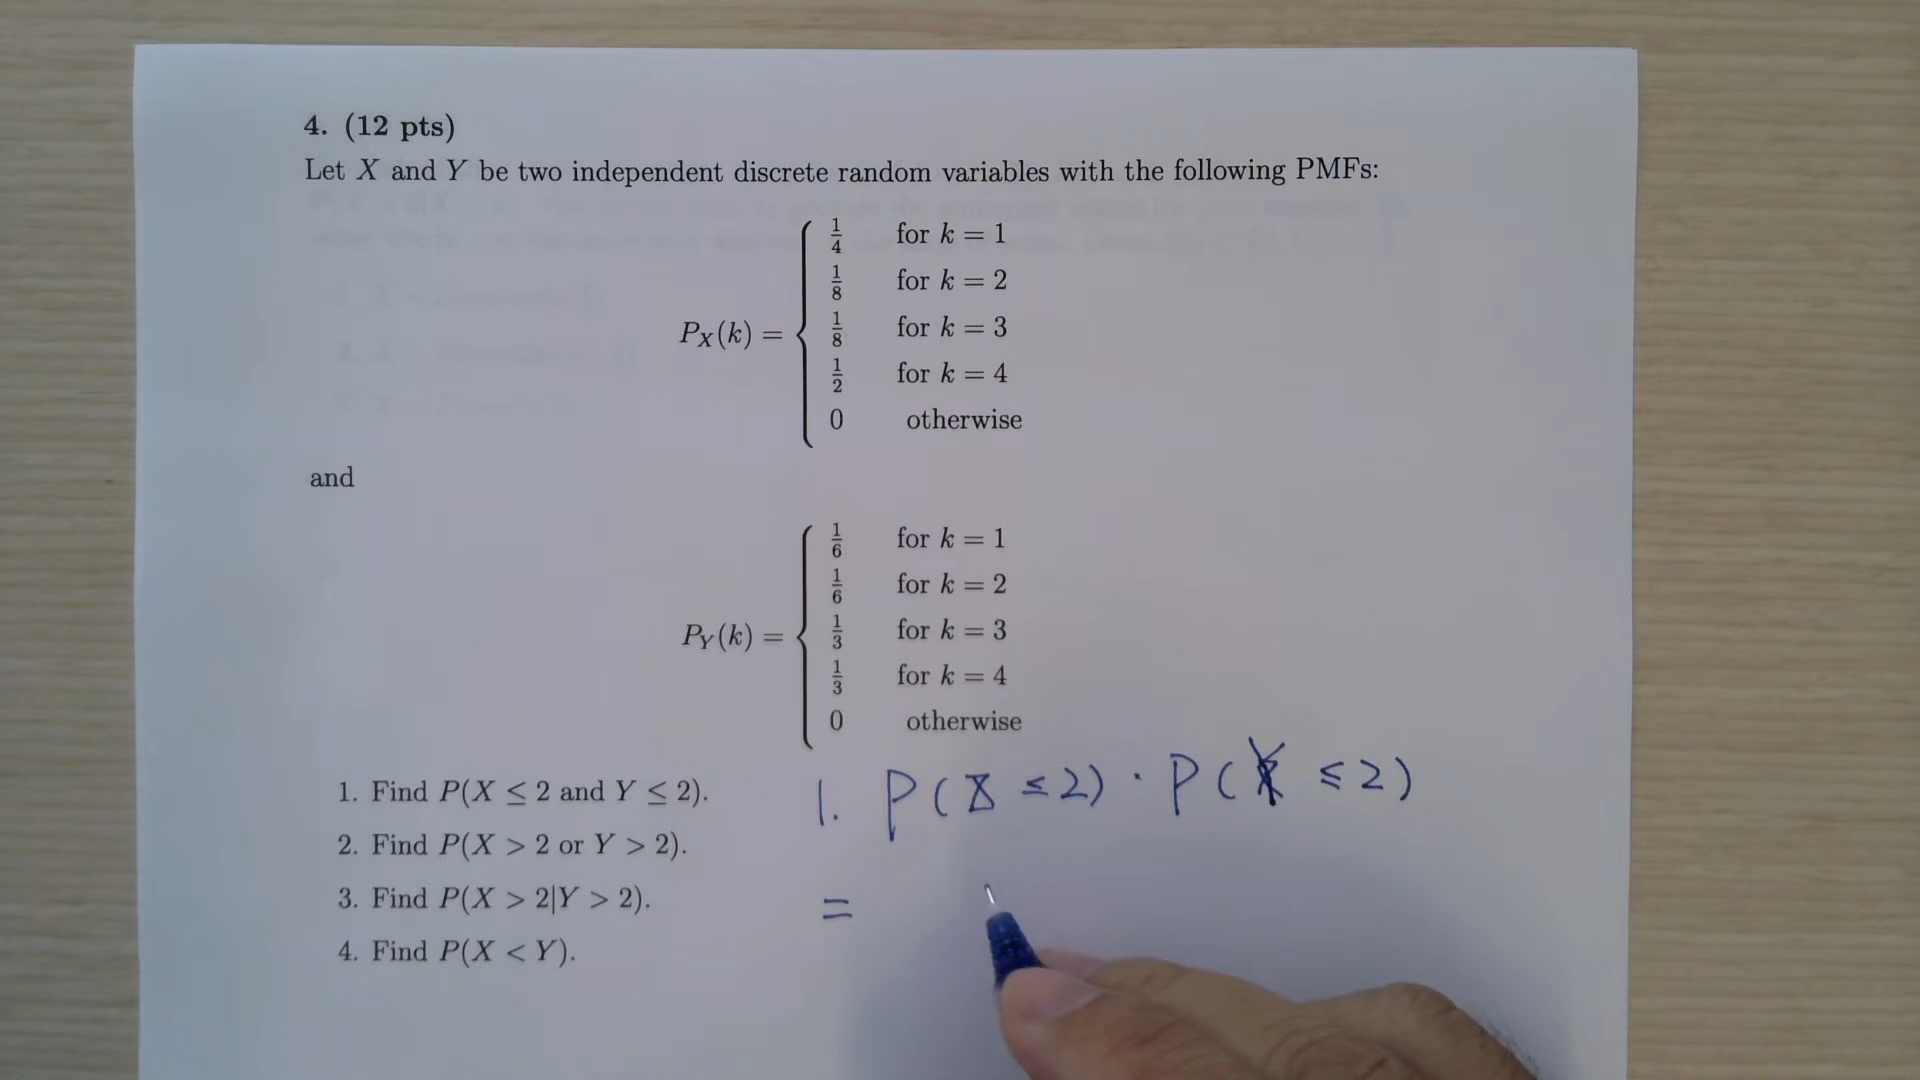 4. (12 pts)
Let X and Y be two independent discrete random variables with the following PMFs:
1/4 for k = 1
1/8 for k = 2
P_X(k) = { 1/8 for k = 3
1/2 for k = 4
0 otherwise
and
1/6 for k = 1
1/6 for k = 2
P_Y(k) = { 1/3 for k = 3
1/3 for k = 4
0 otherwise
1. Find P(X ≤ 2 and Y ≤ 2).
2. Find P(X > 2 or Y > 2).
3. Find P(X > 2|Y > 2).
4. Find P(X < Y).
1. P(X ≤ 2) · P(Y ≤ 2)
=